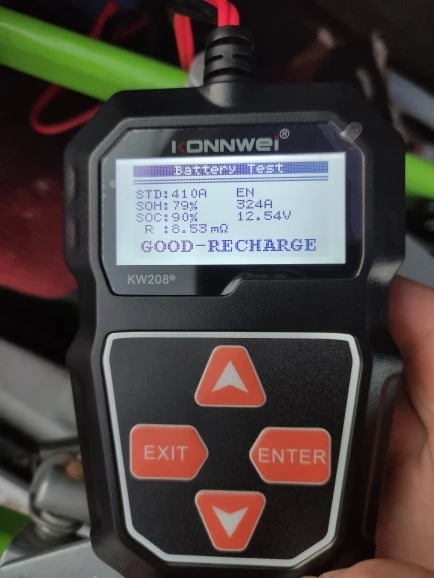 KONNWEI®
Battery Test
STD:410A EN
SOH:79% 324A
SOC:90% 12.54V
R :8.53mΩ
GOOD-RECHARGE
KW208®
EXIT
ENTER